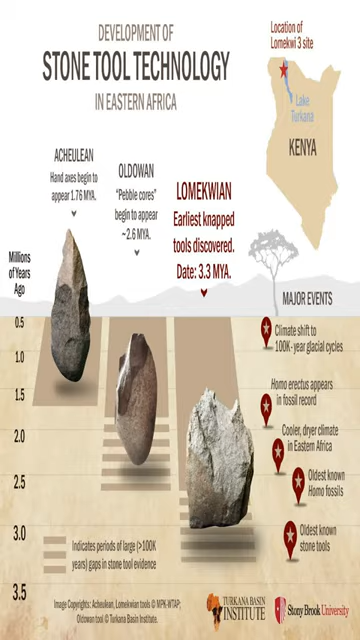 DEVELOPMENT OF
STONE TOOL TECHNOLOGY
IN EASTERN AFRICA
Location of
Lomekwi 3 site
Lake
Turkana
KENYA
ACHEULEAN
Hand axes begin to
appear 1.76 MYA.
OLDOWAN
"Pebble cores"
begin to appear
~2.6 MYA.
LOMEKWIAN
Earliest knapped
tools discovered.
Date: 3.3 MYA.
Millions
of Years
Ago
MAJOR EVENTS
0.5
Climate shift to
100K-year glacial cycles
1.0
Homo erectus appears
in fossil record
1.5
2.0
Cooler, dryer climate
in Eastern Africa
2.5
Oldest known
Homo fossils
3.0
Oldest known
stone tools
Indicates periods of large (>100K
years) gaps in stone tool evidence
3.5
Image Copyrights: Acheulean, Lomekwian tools © MPK-WTAP;
Oldowan tool © Turkana Basin Institute.
TURKANA BASIN
INSTITUTE
Stony Brook University